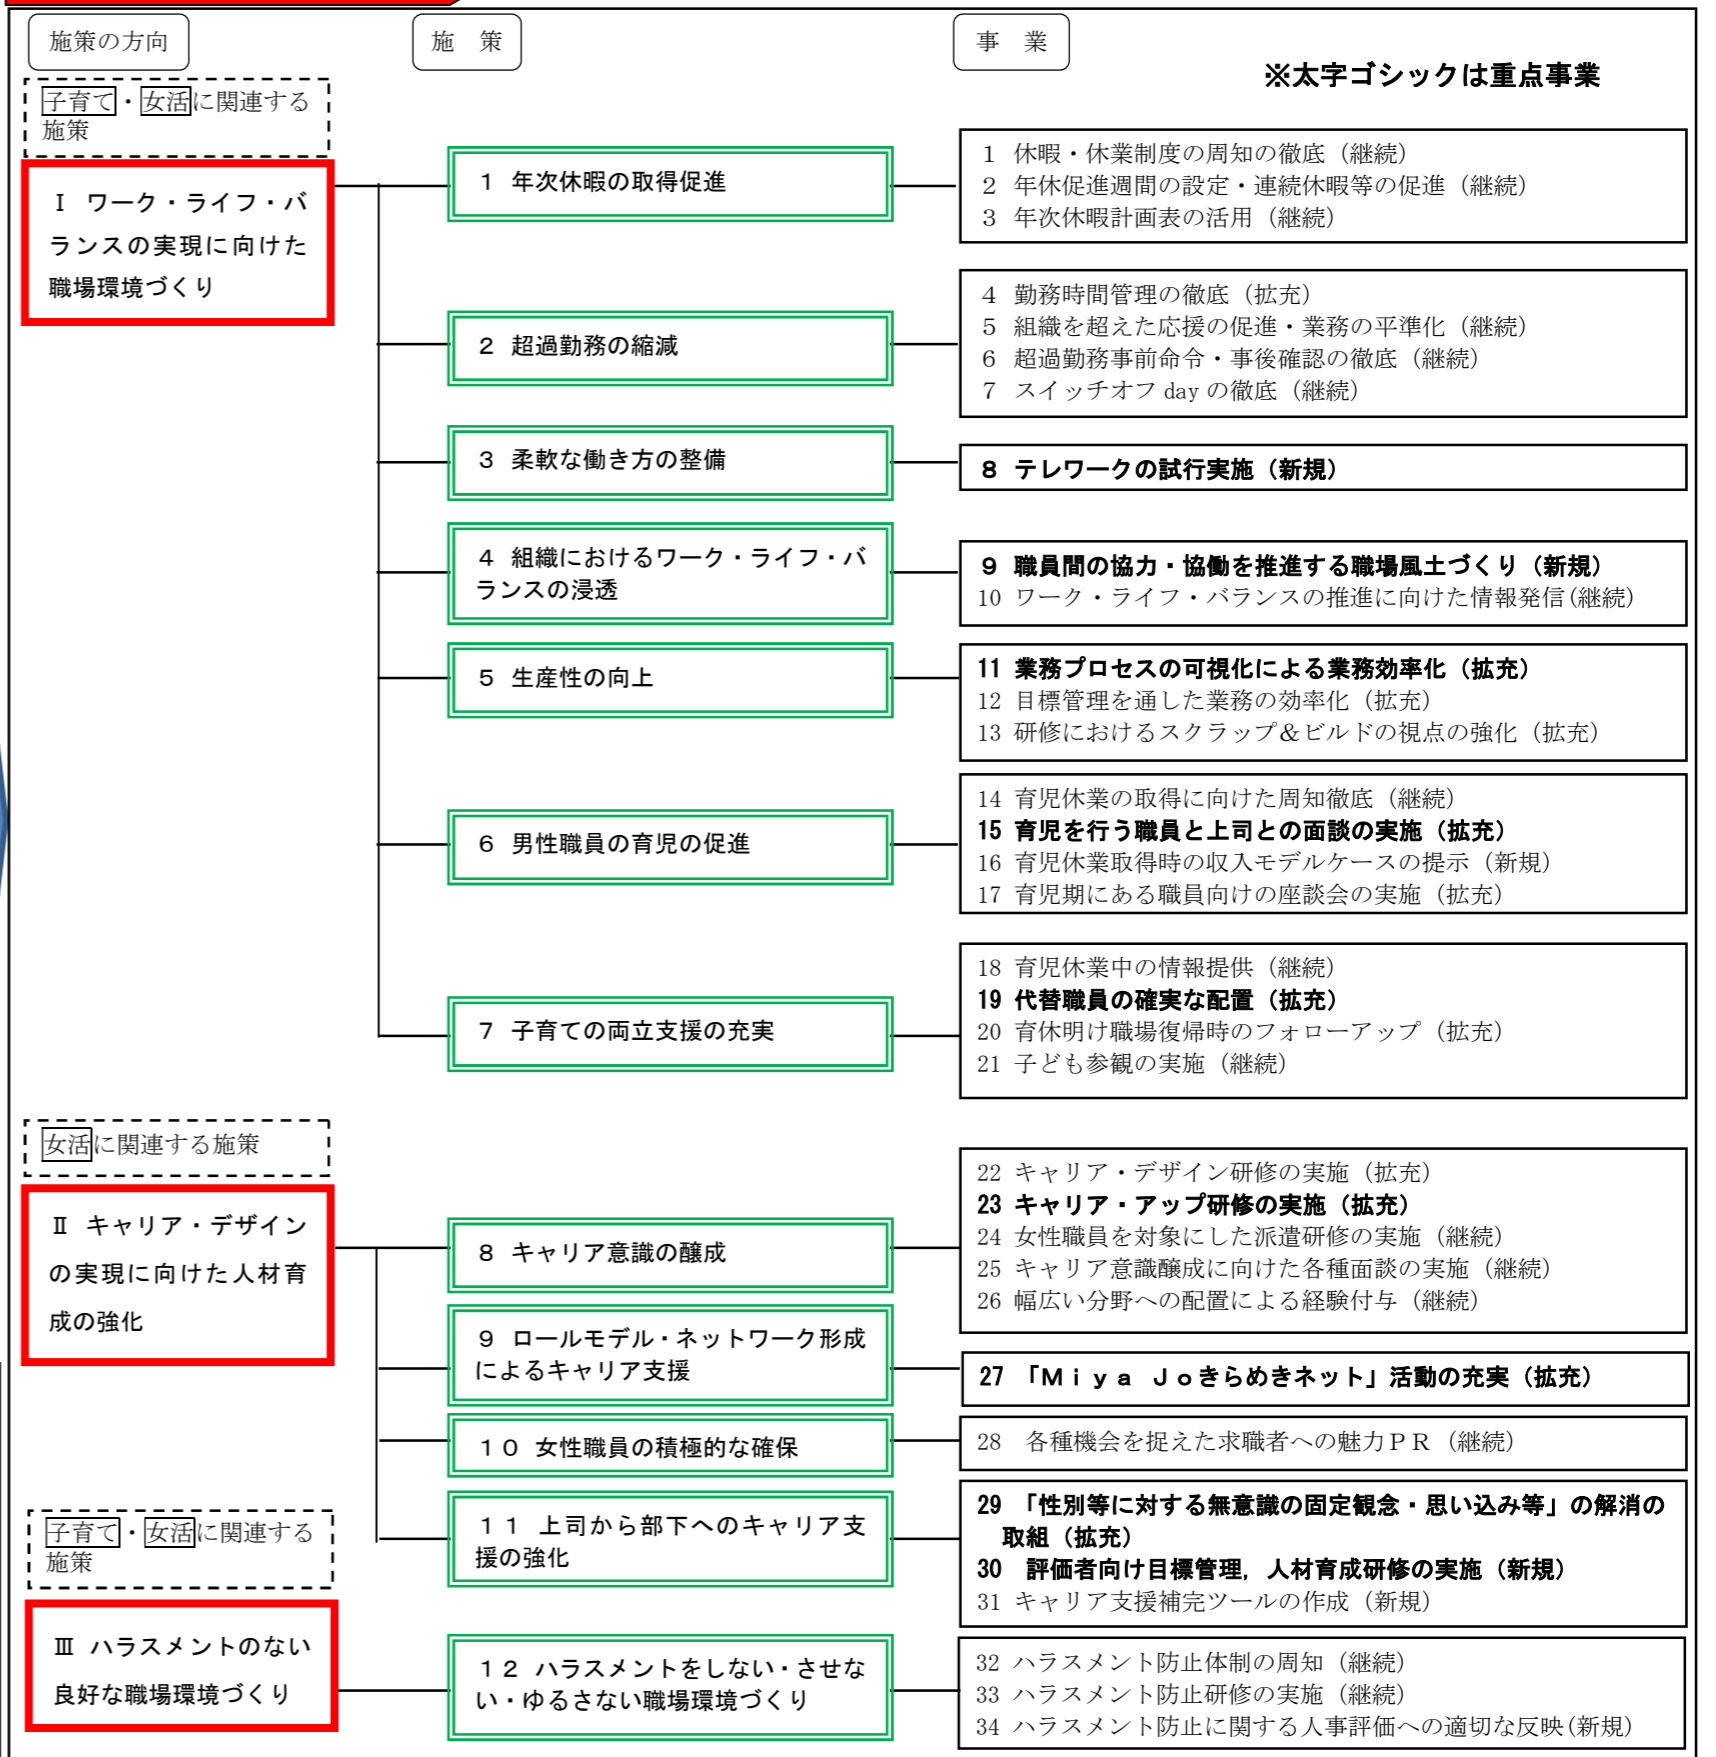 施策の方向
施　策
事　業
※太字ゴシックは重点事業
子育て・女活に関連する
施策
Ⅰ　ワーク・ライフ・バ
ランスの実現に向けた
職場環境づくり
１　年次休暇の取得促進
1　休暇・休業制度の周知の徹底（継続）
2　年休促進週間の設定・連続休暇等の促進（継続）
3　年次休暇計画表の活用（継続）
２　超過勤務の縮減
4　勤務時間管理の徹底（拡充）
5　組織を超えた応援の促進・業務の平準化（継続）
6　超過勤務事前命令・事後確認の徹底（継続）
7　スイッチオフ day の徹底（継続）
３　柔軟な働き方の整備
8　テレワークの試行実施（新規）
４　組織におけるワーク・ライフ・バ
ランスの浸透
9　職員間の協力・協働を推進する職場風土づくり（新規）
10 ワーク・ライフ・バランスの推進に向けた情報発信(継続)
５　生産性の向上
11 業務プロセスの可視化による業務効率化（拡充）
12 目標管理を通した業務の効率化（拡充）
13 研修におけるスクラップ＆ビルドの視点の強化（拡充）
６　男性職員の育児の促進
14 育児休業の取得に向けた周知徹底（継続）
15 育児を行う職員と上司との面談の実施（拡充）
16 育児休業取得時の収入モデルケースの提示（新規）
17 育児期にある職員向けの座談会の実施（拡充）
７　子育ての両立支援の充実
18 育児休業中の情報提供（継続）
19 代替職員の確実な配置（拡充）
20 育休明け職場復帰時のフォローアップ（拡充）
21 子ども参観の実施（継続）
女活に関連する施策
Ⅱ　キャリア・デザイン
の実現に向けた人材育
成の強化
８　キャリア意識の醸成
22 キャリア・デザイン研修の実施（拡充）
23 キャリア・アップ研修の実施（拡充）
24 女性職員を対象にした派遣研修の実施（継続）
25 キャリア意識醸成に向けた各種面談の実施（継続）
26 幅広い分野への配置による経験付与（継続）
９　ロールモデル・ネットワーク形成
によるキャリア支援
27 「Ｍｉｙａ　Ｊｏきらめきネット」活動の充実（拡充）
１０　女性職員の積極的な確保
28　各種機会を捉えた求職者への魅力ＰＲ（継続）
１１　上司から部下へのキャリア支
援の強化
29 「性別等に対する無意識の固定観念・思い込み等」の解消の
取組（拡充）
30　評価者向け目標管理，人材育成研修の実施（新規）
31 キャリア支援補完ツールの作成（新規）
子育て・女活に関連する
施策
Ⅲ　ハラスメントのない
良好な職場環境づくり
１２　ハラスメントをしない・させな
い・ゆるさない職場環境づくり
32 ハラスメント防止体制の周知（継続）
33 ハラスメント防止研修の実施（継続）
34 ハラスメント防止に関する人事評価への適切な反映(新規)